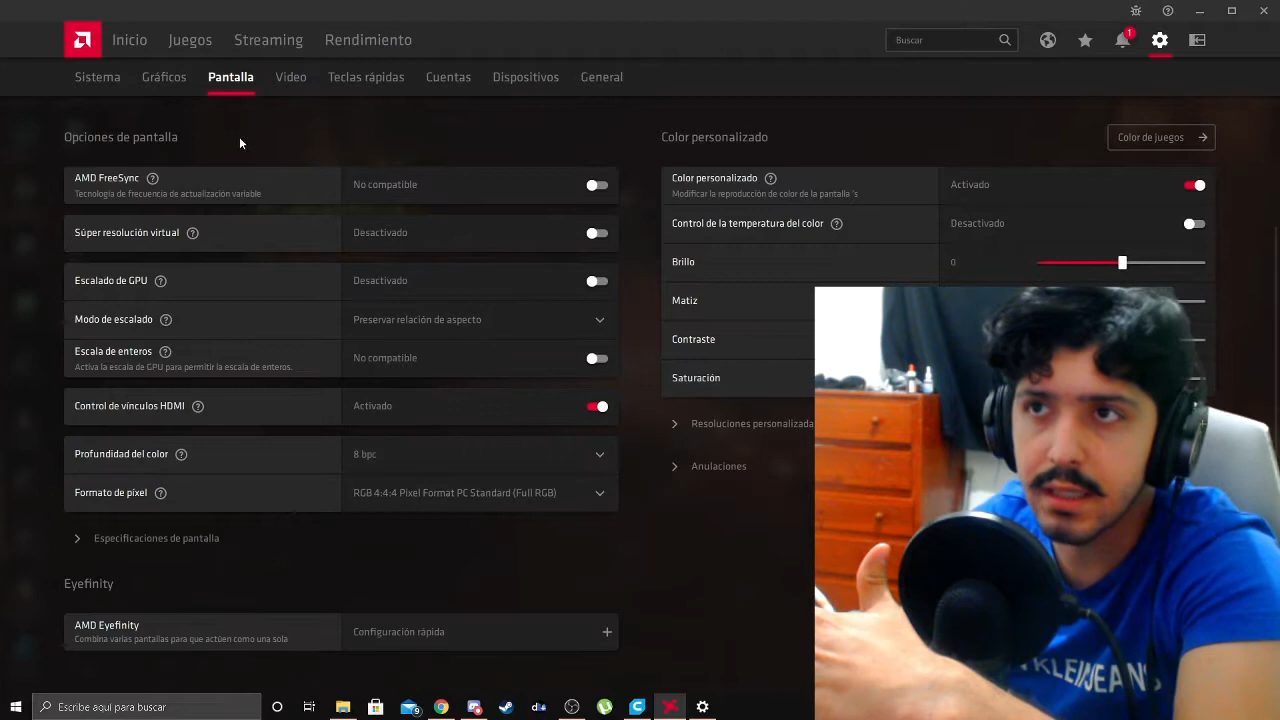 Inicio Juegos Streaming Rendimiento
Buscar
1
Sistema Gráficos Pantalla Video Teclas rápidas Cuentas Dispositivos General
Opciones de pantalla
AMD FreeSync No compatible
Tecnología de frecuencia de actualización variable
Súper resolución virtual Desactivado
Escalado de GPU Desactivado
Modo de escalado Preservar relación de aspecto
Escala de enteros No compatible
Activa la escala de GPU para permitir la escala de enteros.
Control de vínculos HDMI Activado
Profundidad del color 8 bpc
Formato de píxel RGB 4:4:4 Pixel Format PC Standard (Full RGB)
Especificaciones de pantalla
Eyefinity
AMD Eyefinity Configuración rápida
Combina varias pantallas para que actúen como una sola
Color personalizado Color de juegos
Color personalizado Activado
Modificar la reproducción de color de la pantalla 's
Control de la temperatura del color Desactivado
Brillo 0
Matiz
Contraste
Saturación
Resoluciones personalizada
Anulaciones
KLEIN JEANS
Escribe aquí para buscar
9